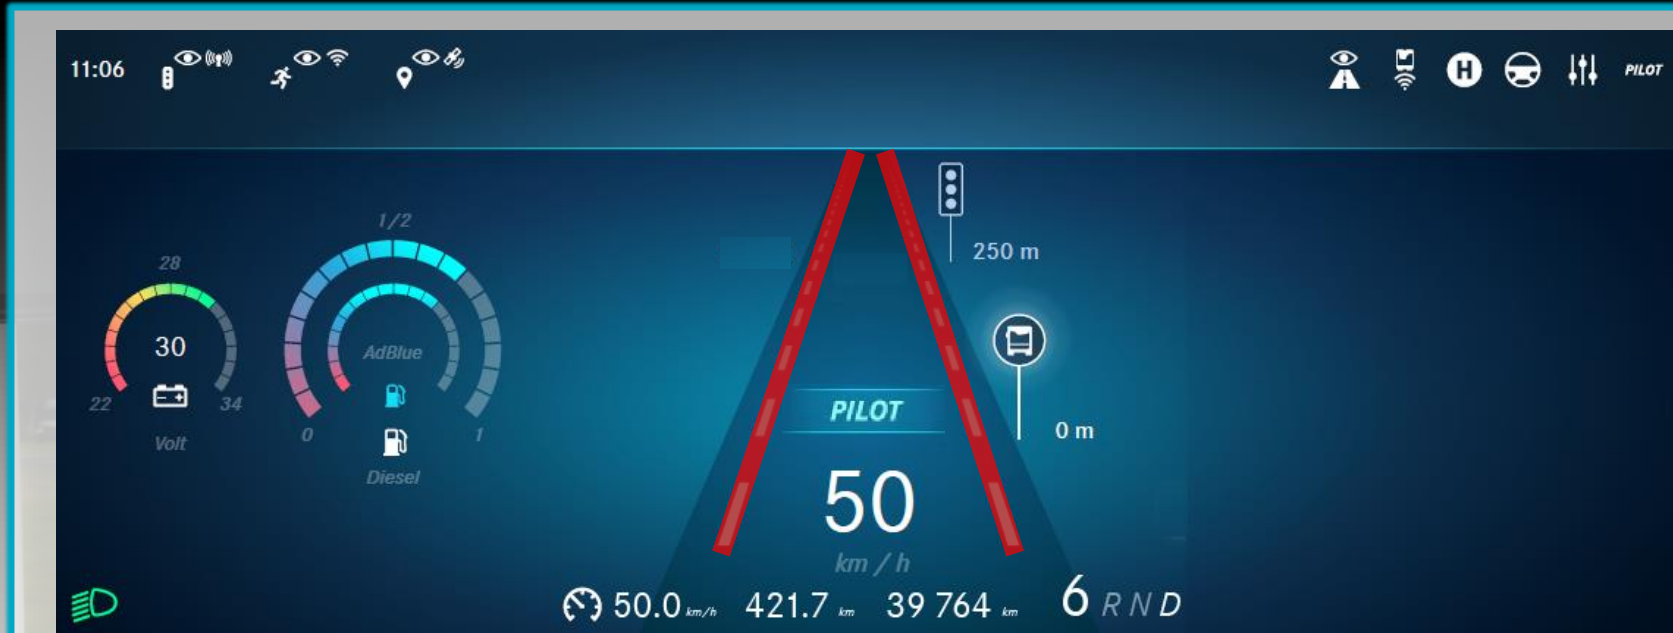 11:06
H
PILOT
1/2
250 m
28
30
AdBlue
22
34
0
1
Volt
Diesel
PILOT
0 m
50
km / h
50.0 km/h 421.7 km 39 764 km 6 R N D